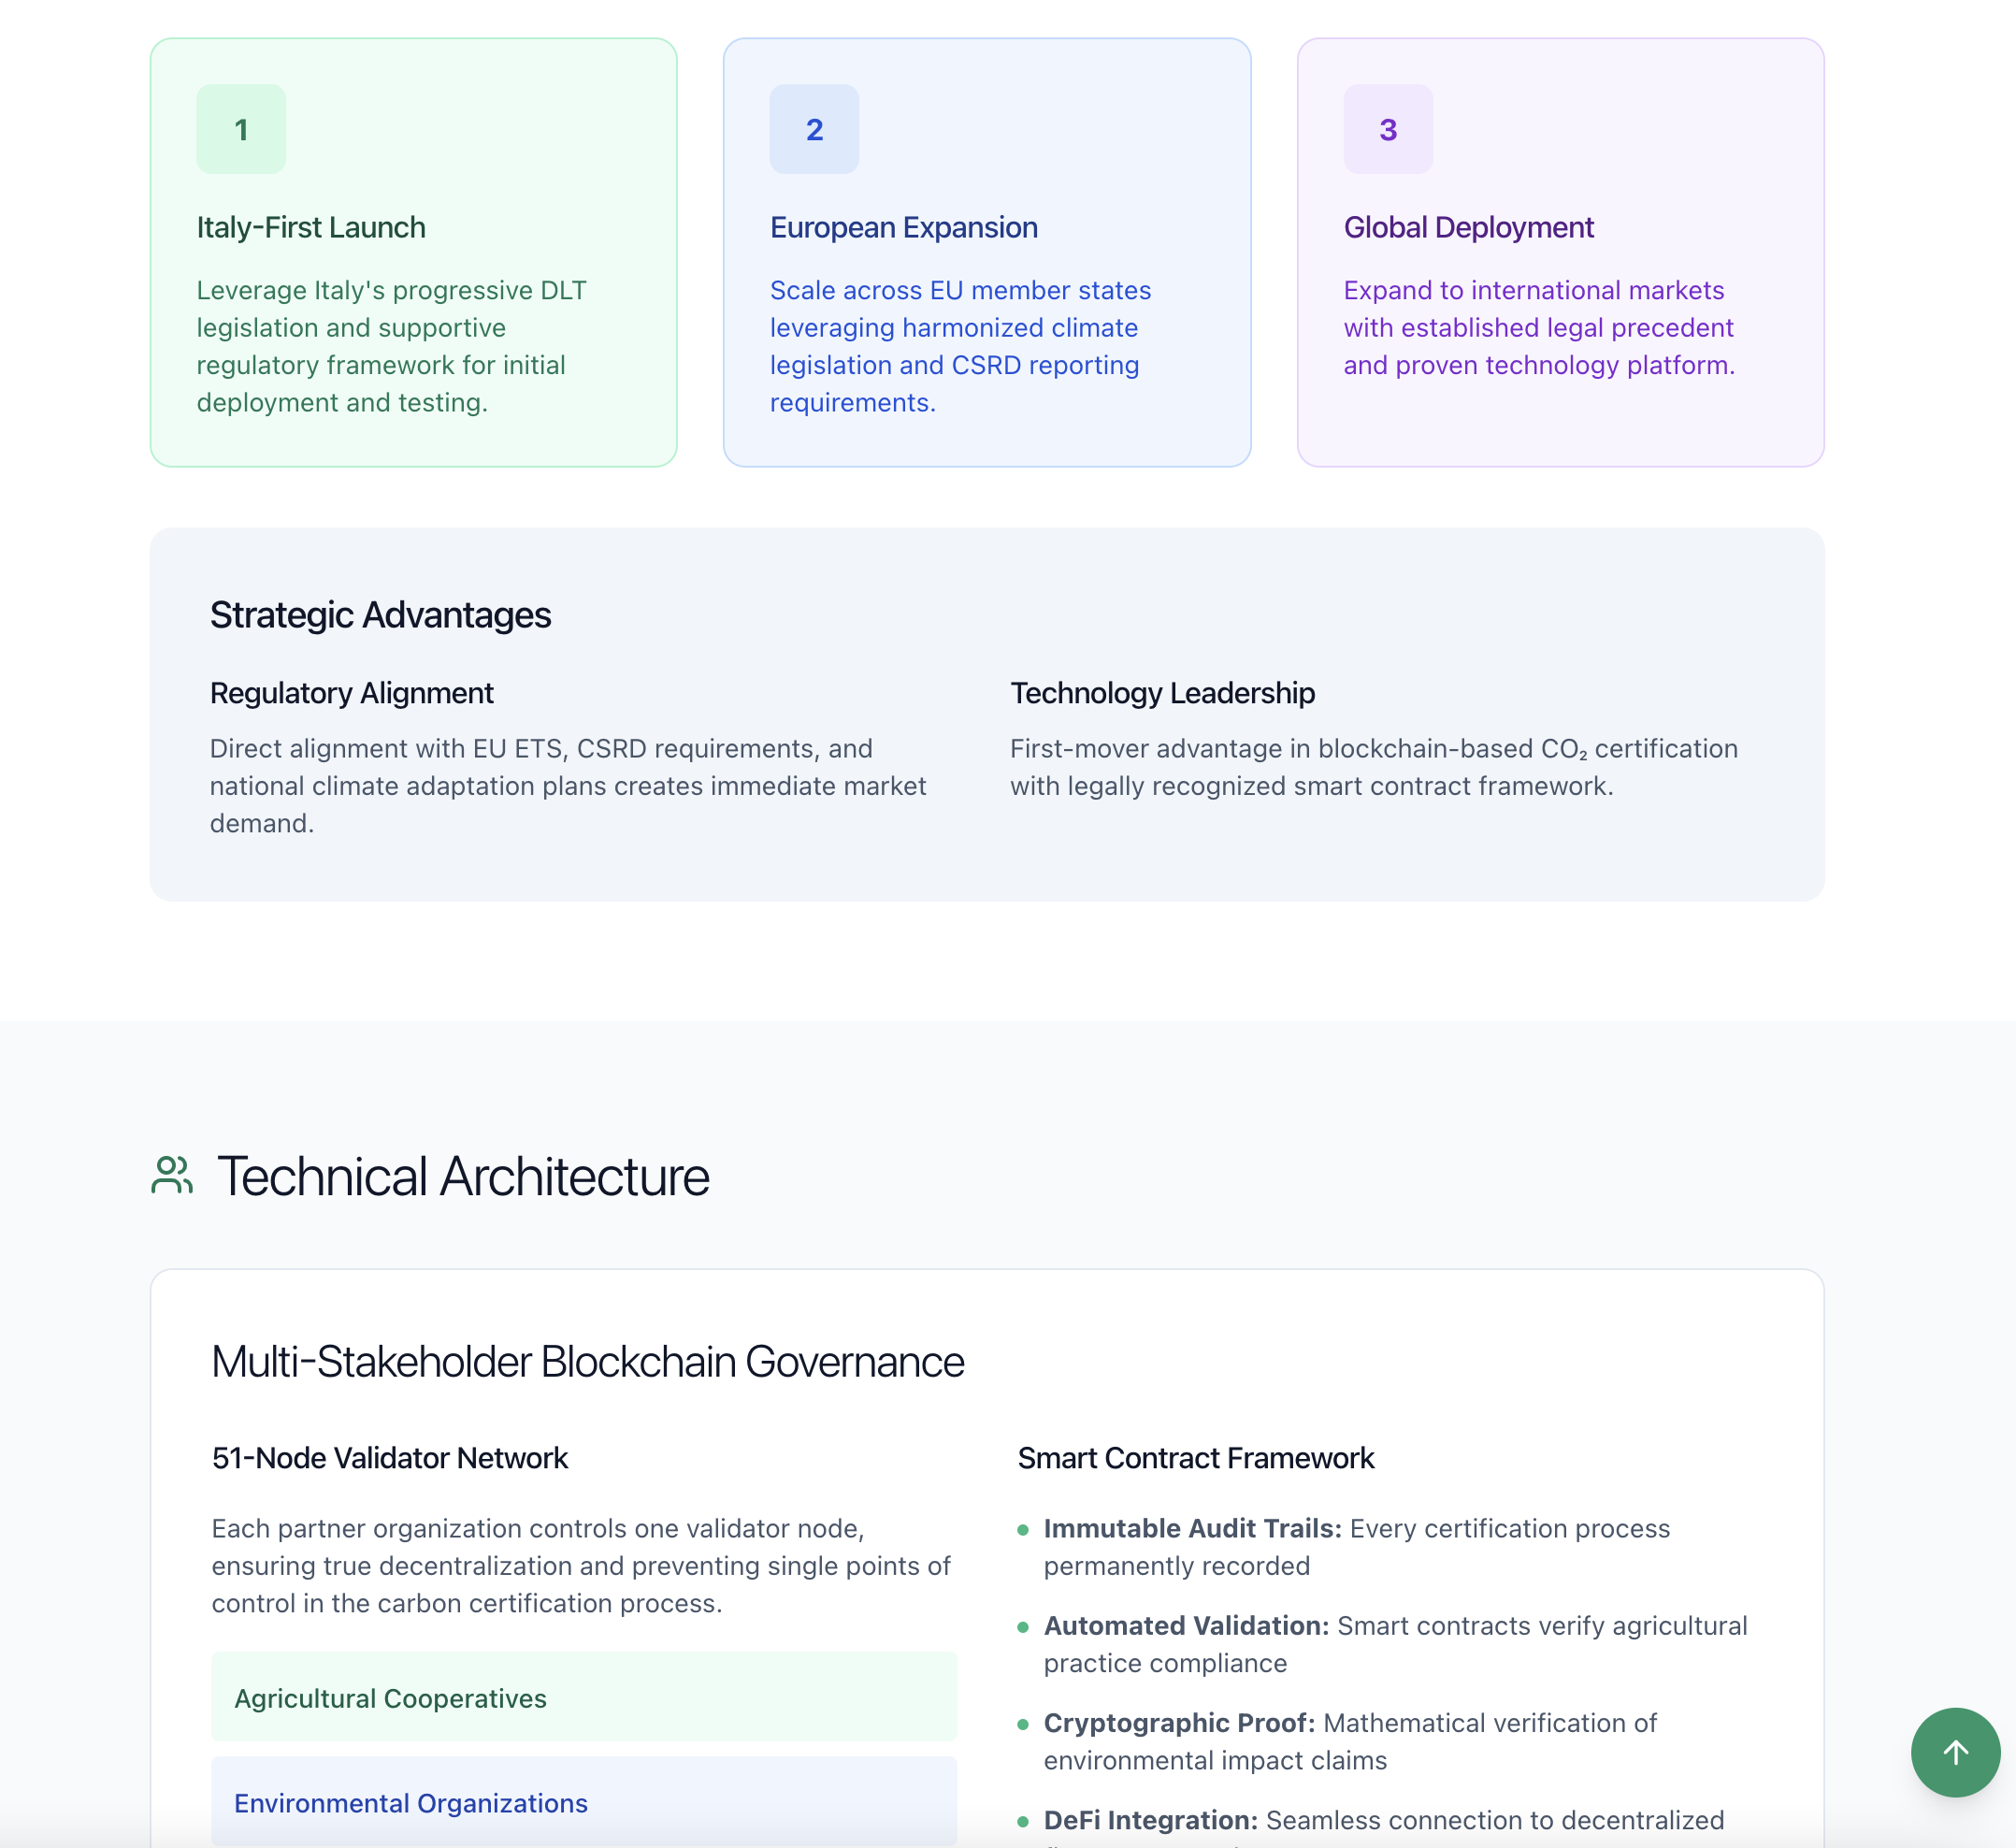 1
Italy-First Launch
Leverage Italy's progressive DLT
legislation and supportive
regulatory framework for initial
deployment and testing.
2
European Expansion
Scale across EU member states
leveraging harmonized climate
legislation and CSRD reporting
requirements.
3
Global Deployment
Expand to international markets
with established legal precedent
and proven technology platform.
Strategic Advantages
Regulatory Alignment
Direct alignment with EU ETS, CSRD requirements, and
national climate adaptation plans creates immediate market
demand.
Technology Leadership
First-mover advantage in blockchain-based CO₂ certification
with legally recognized smart contract framework.
Technical Architecture
Multi-Stakeholder Blockchain Governance
51-Node Validator Network
Each partner organization controls one validator node,
ensuring true decentralization and preventing single points of
control in the carbon certification process.
Agricultural Cooperatives
Environmental Organizations
Smart Contract Framework
Immutable Audit Trails: Every certification process
permanently recorded
Automated Validation: Smart contracts verify agricultural
practice compliance
Cryptographic Proof: Mathematical verification of
environmental impact claims
DeFi Integration: Seamless connection to decentralized